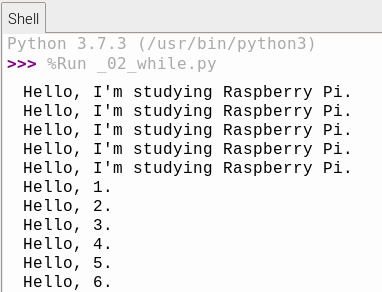 Shell
Python 3.7.3 (/usr/bin/python3)
>>> %Run _02_while.py
Hello, I'm studying Raspberry Pi.
Hello, I'm studying Raspberry Pi.
Hello, I'm studying Raspberry Pi.
Hello, I'm studying Raspberry Pi.
Hello, I'm studying Raspberry Pi.
Hello, 1.
Hello, 2.
Hello, 3.
Hello, 4.
Hello, 5.
Hello, 6.